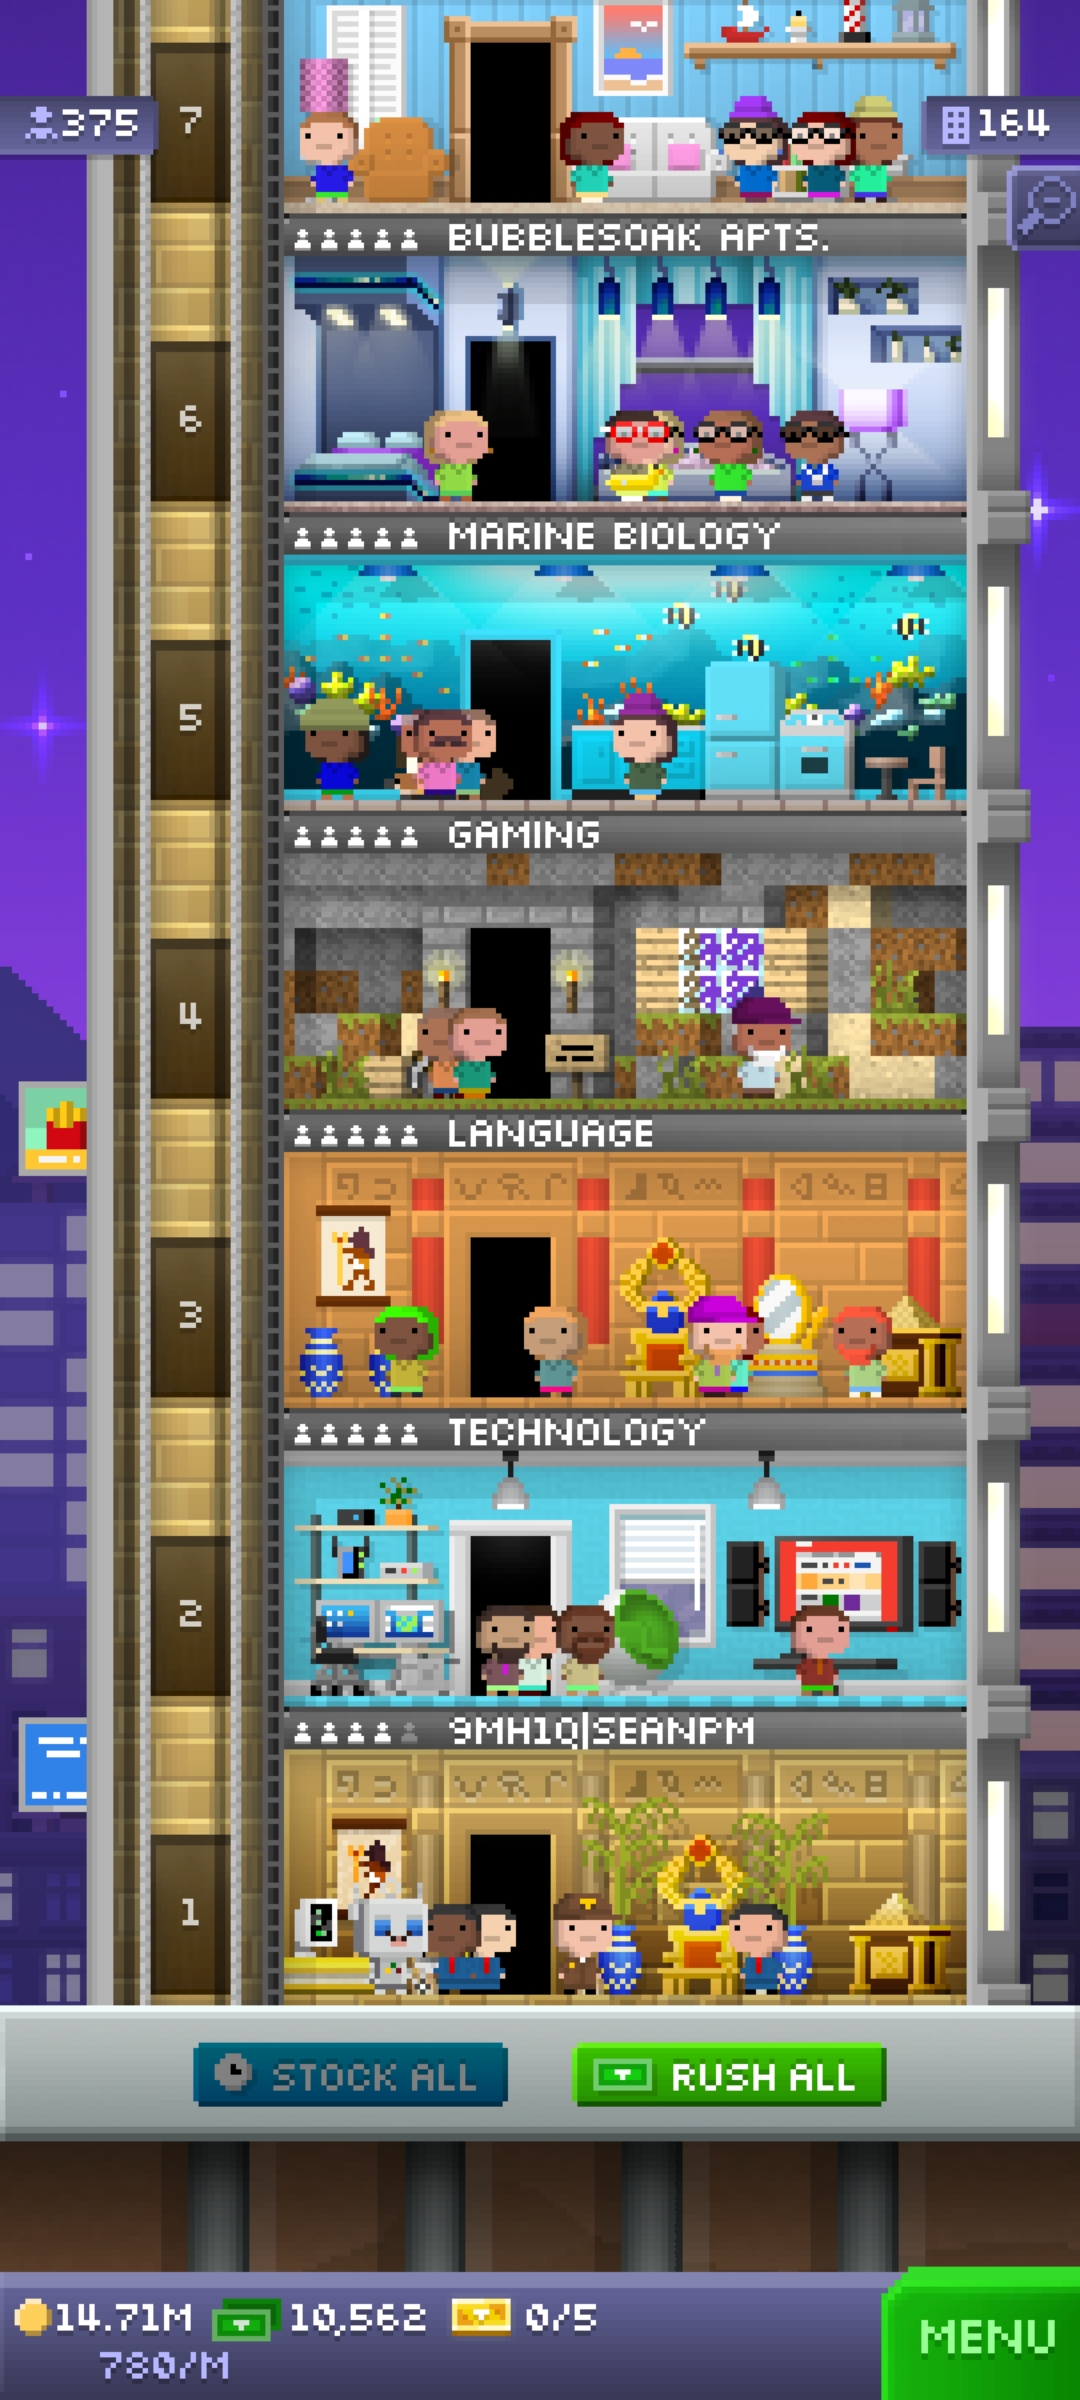 375
7
164
BUBBLESOAK APTS.
6
MARINE BIOLOGY
5
GAMING
4
LANGUAGE
3
TECHNOLOGY
2
9MH1Q|SEANPM
1
STOCK ALL
RUSH ALL
14.71M 10,562 0/5
780/M
MENU